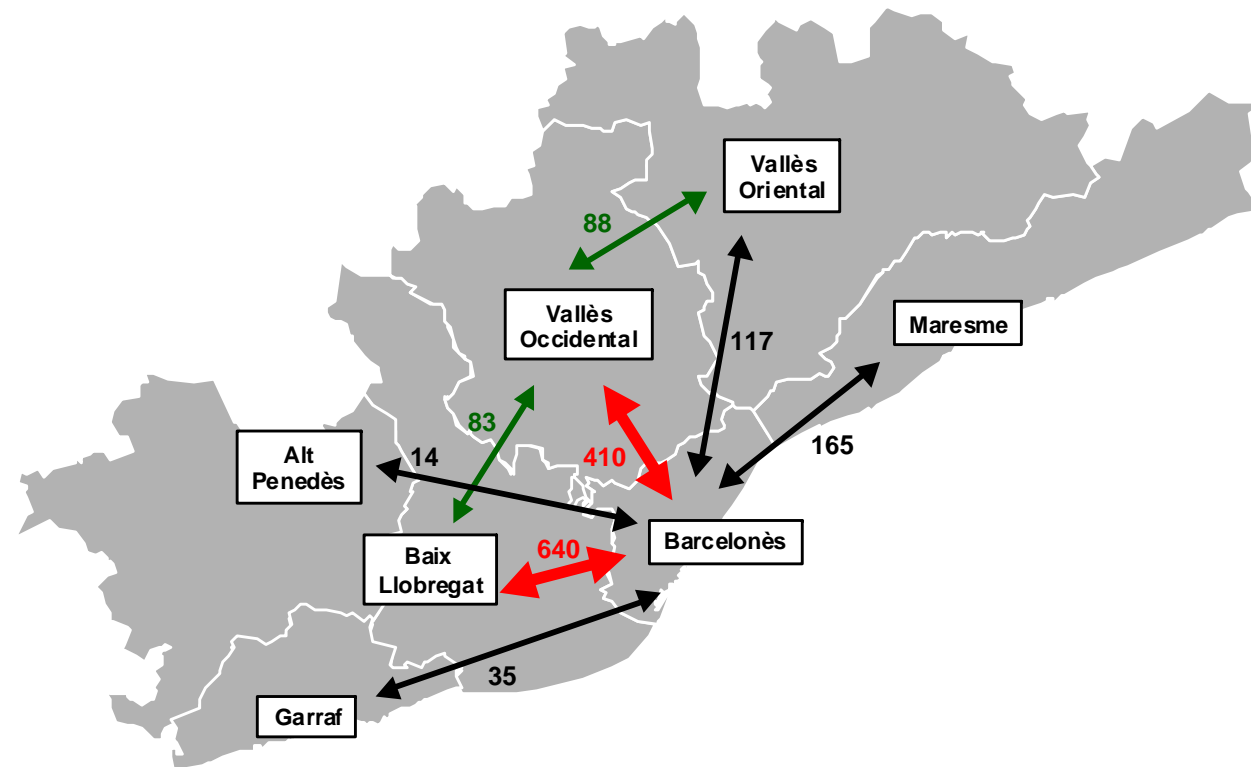 Vallès
Oriental
88
Vallès
Occidental
Maresme
117
83
165
Alt
Penedès
14
410
Barcelonès
Baix
Llobregat
640
35
Garraf